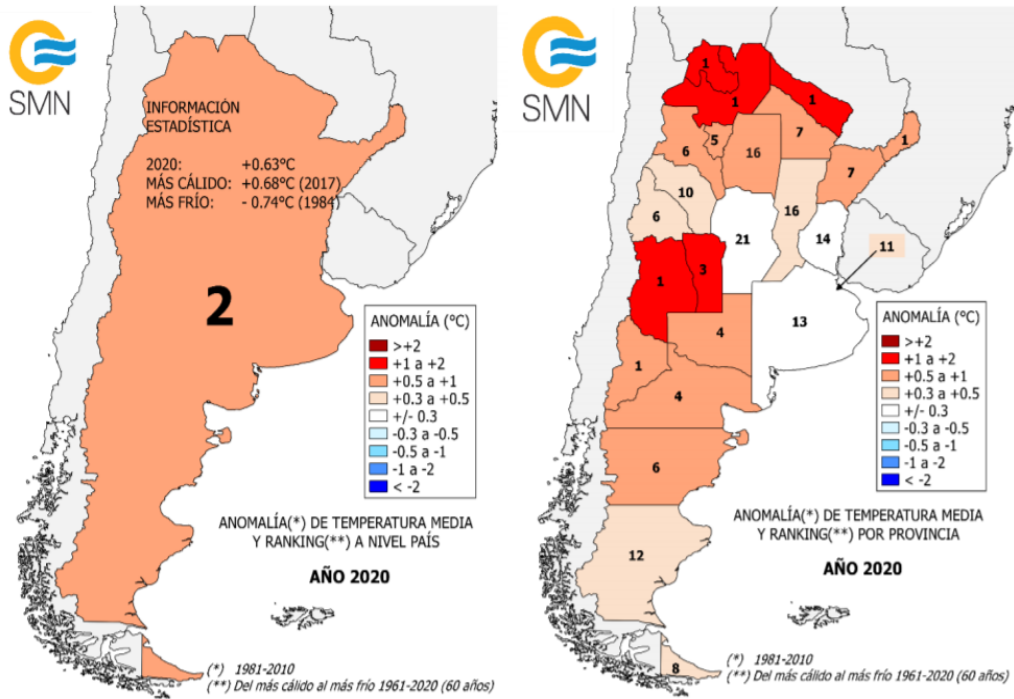 SMN
INFORMACIÓN
ESTADÍSTICA
2020: +0.63°C
MÁS CÁLIDO: +0.68°C (2017)
MÁS FRÍO: - 0.74°C (1984)
2
ANOMALÍA (°C)
>+2
+1 a +2
+0.5 a +1
+0.3 a +0.5
+/- 0.3
-0.3 a -0.5
-0.5 a -1
-1 a -2
< -2
ANOMALÍA(*) DE TEMPERATURA MEDIA
Y RANKING(**) A NIVEL PAÍS
AÑO 2020
(*) 1981-2010
(**) Del más cálido al más frío 1961-2020 (60 años)
SMN
1
1
1
7
1
5
6
16
7
10
6
16
21
14
11
1
3
13
4
1
4
6
12
8
ANOMALÍA (°C)
>+2
+1 a +2
+0.5 a +1
+0.3 a +0.5
+/- 0.3
-0.3 a -0.5
-0.5 a -1
-1 a -2
< -2
ANOMALÍA(*) DE TEMPERATURA MEDIA
Y RANKING(**) POR PROVINCIA
AÑO 2020
(*) 1981-2010
(**) Del más cálido al más frío 1961-2020 (60 años)